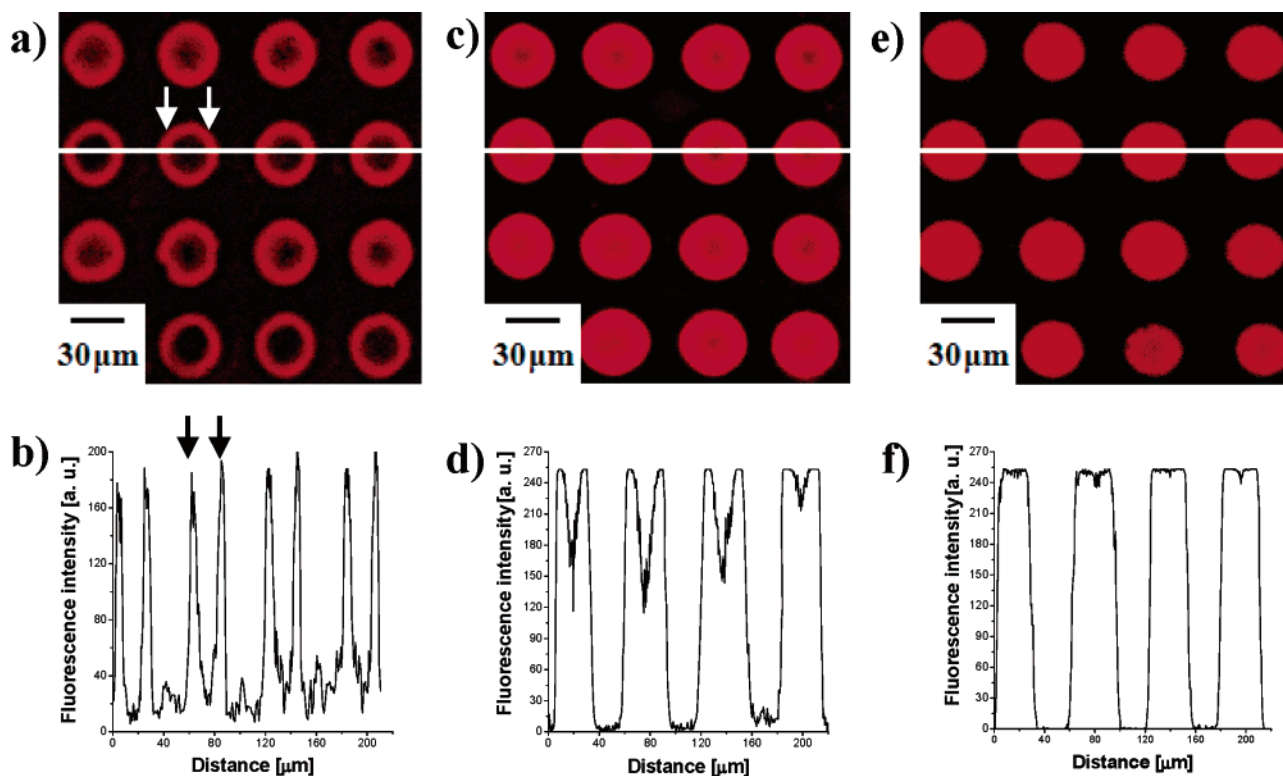 a)
30µm
c)
30µm
e)
30µm
b)
Fluorescence intensity [a. u.]
200
160
120
80
40
0
0 40 80 120 160 200
Distance [µm]
d)
Fluorescence intensity [a. u.]
270
240
210
180
150
120
90
60
30
0
0 40 80 120 160 200
Distance [µm]
f)
Fluorescence intensity[a. u.]
270
240
210
180
150
120
90
60
30
0
0 40 80 120 160 200
Distance [µm]